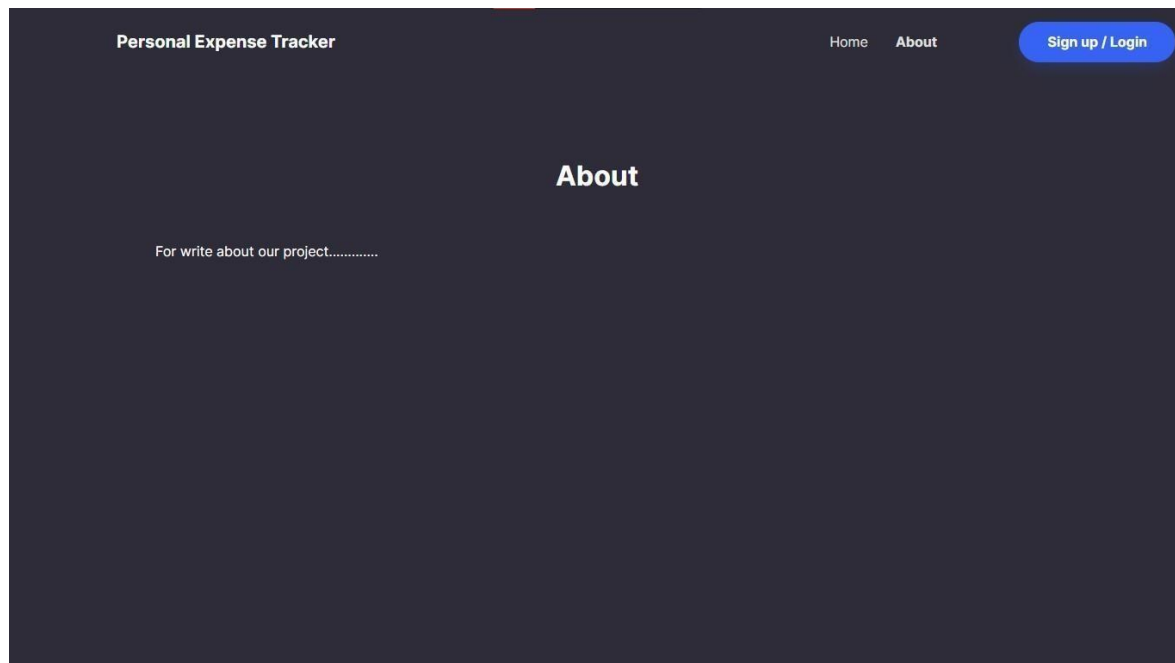 Personal Expense Tracker Home About Sign up / Login
About
For write about our project.............